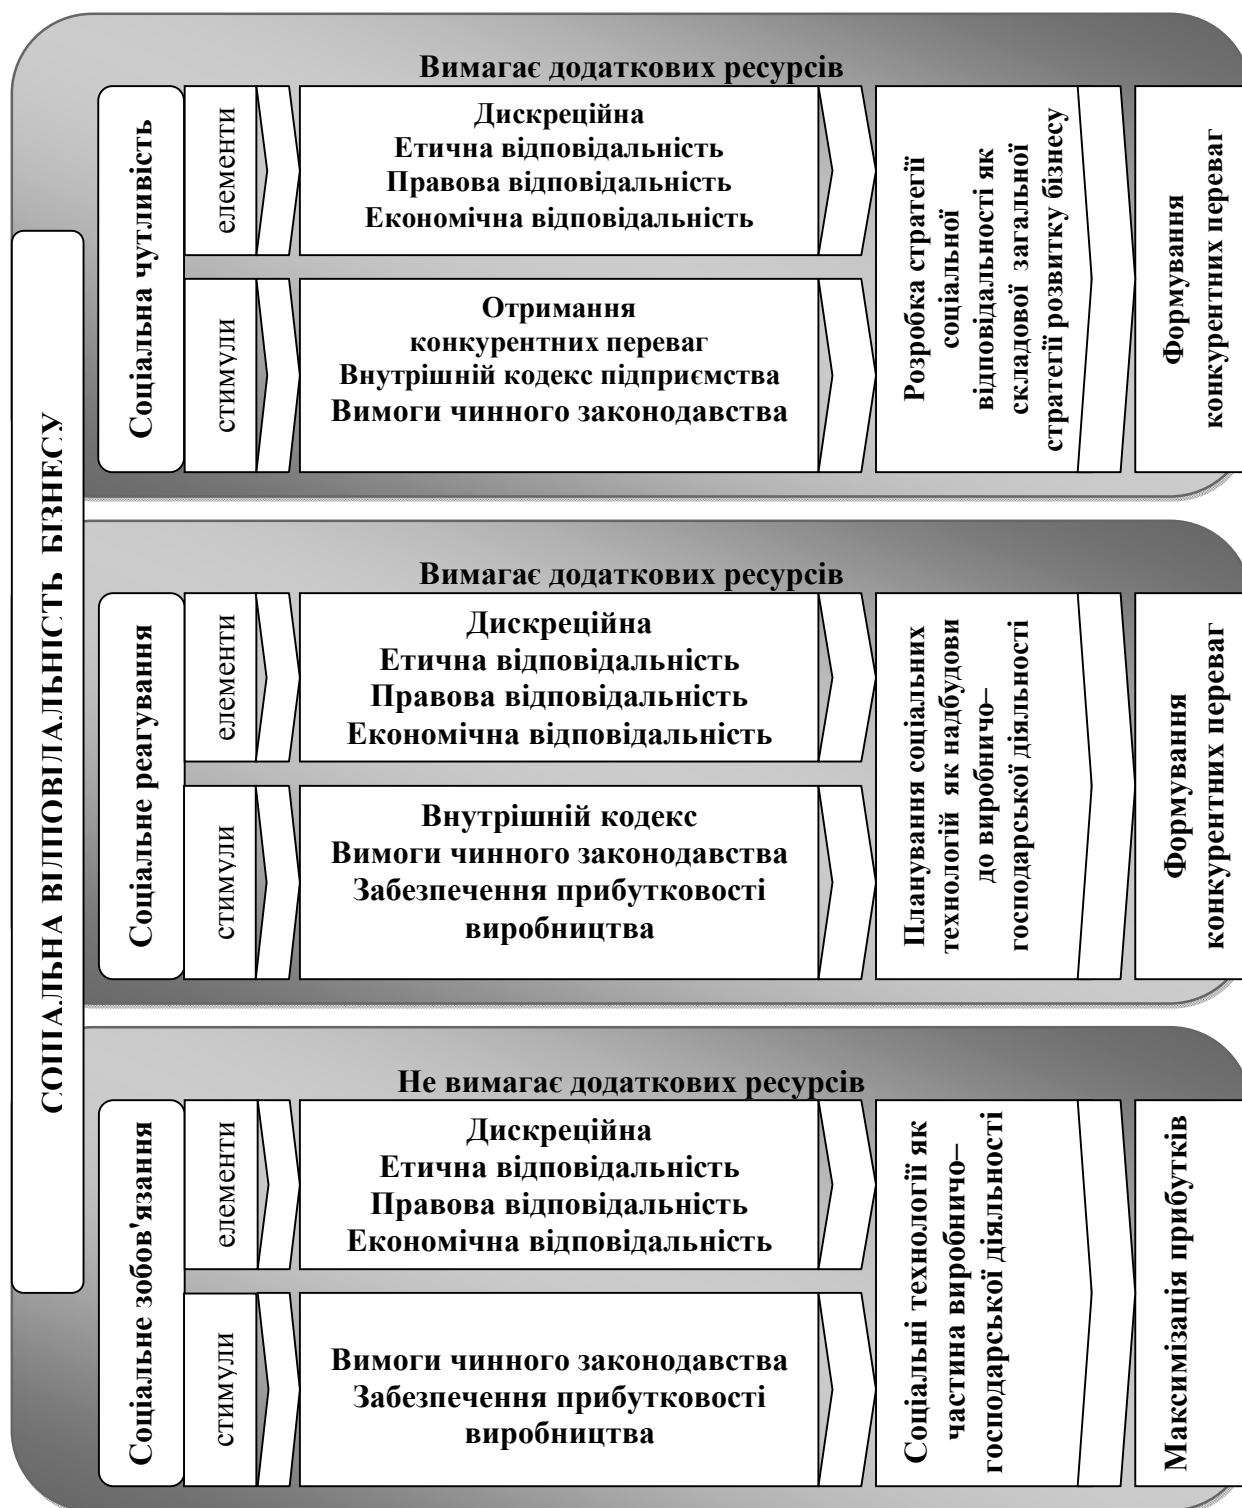 СОЦІАЛЬНА ВІДПОВІДАЛЬНІСТЬ БІЗНЕСУ
Вимагає додаткових ресурсів
Соціальна чутливість
елементи
Дискреційна
Етична відповідальність
Правова відповідальність
Економічна відповідальність
стимули
Отримання
конкурентних переваг
Внутрішній кодекс підприємства
Вимоги чинного законодавства
Розробка стратегії
соціальної
відповідальності як
складової загальної
стратегії розвитку бізнесу
Формування
конкурентних переваг
Вимагає додаткових ресурсів
Соціальне реагування
елементи
Дискреційна
Етична відповідальність
Правова відповідальність
Економічна відповідальність
стимули
Внутрішній кодекс
Вимоги чинного законодавства
Забезпечення прибутковості
виробництва
Планування соціальних
технологій як надбудови
до виробничо–
господарської діяльності
Формування
конкурентних переваг
Не вимагає додаткових ресурсів
Соціальне зобов'язання
елементи
Дискреційна
Етична відповідальність
Правова відповідальність
Економічна відповідальність
стимули
Вимоги чинного законодавства
Забезпечення прибутковості
виробництва
Соціальні технології як
частина виробничо–
господарської діяльності
Максимізація прибутків